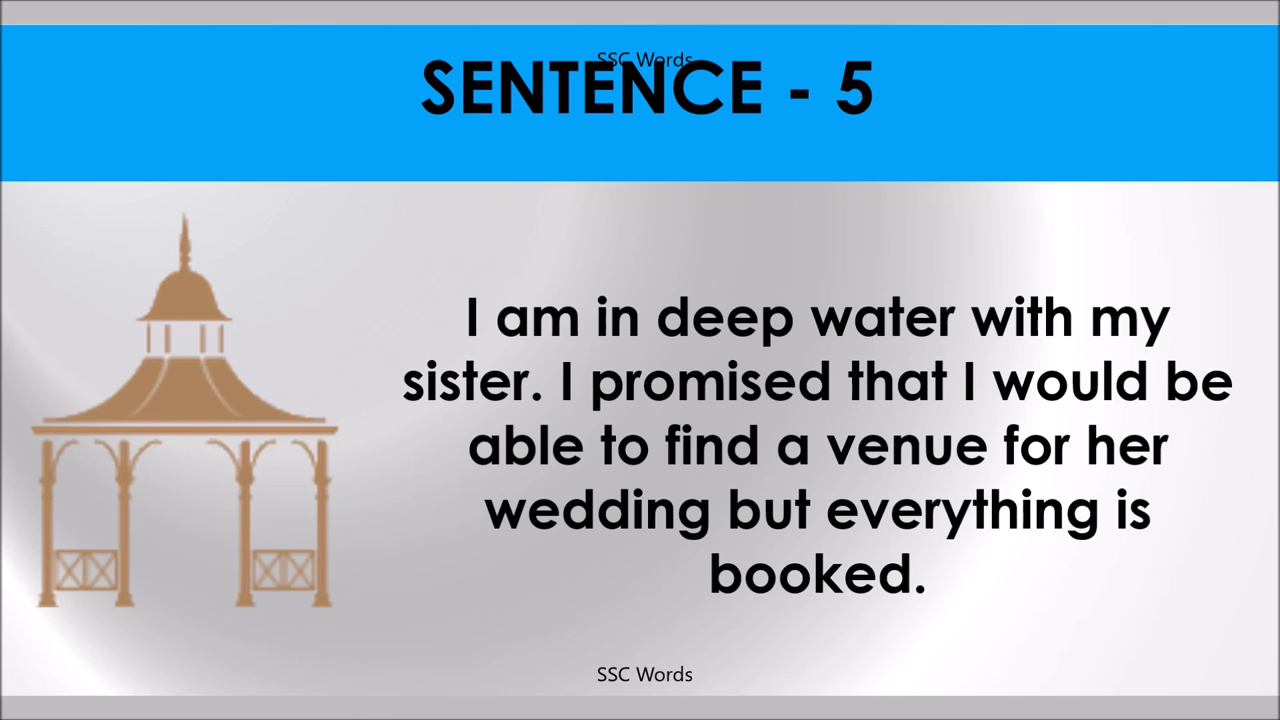 SSC Words
SENTENCE - 5
I am in deep water with my
sister. I promised that I would be
able to find a venue for her
wedding but everything is
booked.
SSC Words